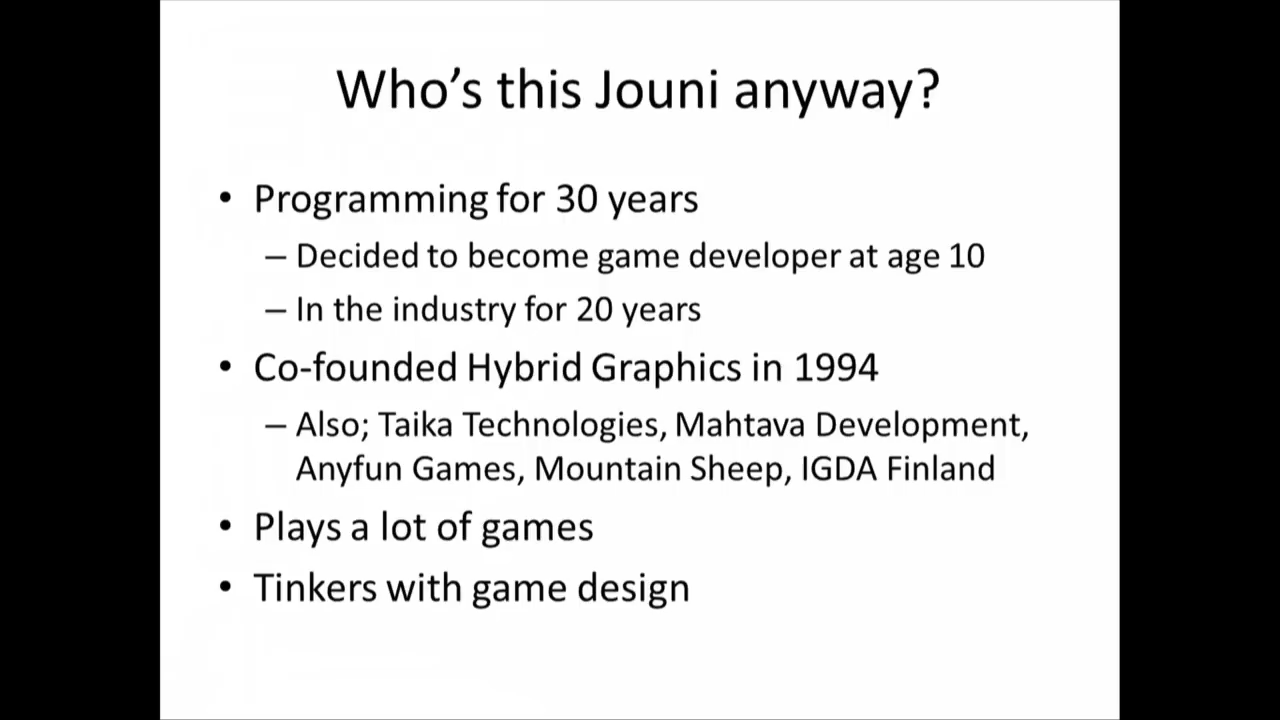 Who's this Jouni anyway?
• Programming for 30 years
– Decided to become game developer at age 10
– In the industry for 20 years
• Co-founded Hybrid Graphics in 1994
– Also; Taika Technologies, Mahtava Development,
Anyfun Games, Mountain Sheep, IGDA Finland
• Plays a lot of games
• Tinkers with game design